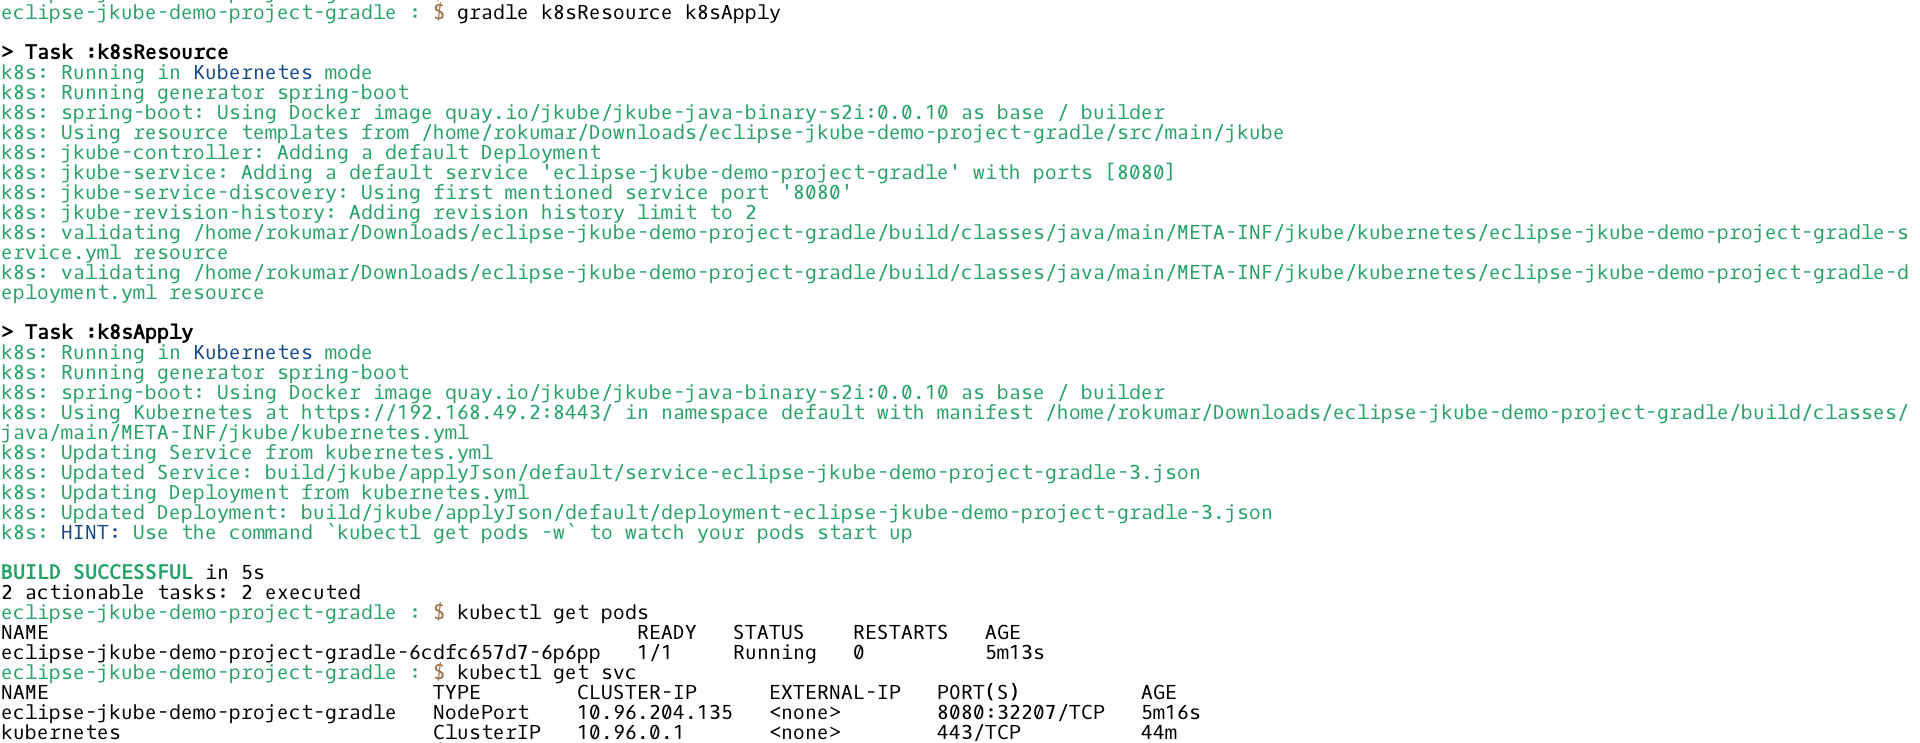 eclipse-jkube-demo-project-gradle : $ gradle k8sResource k8sApply
> Task :k8sResource
k8s: Running in Kubernetes mode
k8s: Running generator spring-boot
k8s: spring-boot: Using Docker image quay.io/jkube/jkube-java-binary-s2i:0.0.10 as base / builder
k8s: Using resource templates from /home/rokumar/Downloads/eclipse-jkube-demo-project-gradle/src/main/jkube
k8s: jkube-controller: Adding a default Deployment
k8s: jkube-service: Adding a default service 'eclipse-jkube-demo-project-gradle' with ports [8080]
k8s: jkube-service-discovery: Using first mentioned service port '8080'
k8s: jkube-revision-history: Adding revision history limit to 2
k8s: validating /home/rokumar/Downloads/eclipse-jkube-demo-project-gradle/build/classes/java/main/META-INF/jkube/kubernetes/eclipse-jkube-demo-project-gradle-s
ervice.yml resource
k8s: validating /home/rokumar/Downloads/eclipse-jkube-demo-project-gradle/build/classes/java/main/META-INF/jkube/kubernetes/eclipse-jkube-demo-project-gradle-d
eployment.yml resource
> Task :k8sApply
k8s: Running in Kubernetes mode
k8s: Running generator spring-boot
k8s: spring-boot: Using Docker image quay.io/jkube/jkube-java-binary-s2i:0.0.10 as base / builder
k8s: Using Kubernetes at https://192.168.49.2:8443/ in namespace default with manifest /home/rokumar/Downloads/eclipse-jkube-demo-project-gradle/build/classes/
java/main/META-INF/jkube/kubernetes.yml
k8s: Updating Service from kubernetes.yml
k8s: Updated Service: build/jkube/applyJson/default/service-eclipse-jkube-demo-project-gradle-3.json
k8s: Updating Deployment from kubernetes.yml
k8s: Updated Deployment: build/jkube/applyJson/default/deployment-eclipse-jkube-demo-project-gradle-3.json
k8s: HINT: Use the command `kubectl get pods -w` to watch your pods start up
BUILD SUCCESSFUL in 5s
2 actionable tasks: 2 executed
eclipse-jkube-demo-project-gradle : $ kubectl get pods
NAME READY STATUS RESTARTS AGE
eclipse-jkube-demo-project-gradle-6cdfc657d7-6p6pp 1/1 Running 0 5m13s
eclipse-jkube-demo-project-gradle : $ kubectl get svc
NAME TYPE CLUSTER-IP EXTERNAL-IP PORT(S) AGE
eclipse-jkube-demo-project-gradle NodePort 10.96.204.135 <none> 8080:32207/TCP 5m16s
kubernetes ClusterIP 10.96.0.1 <none> 443/TCP 44m